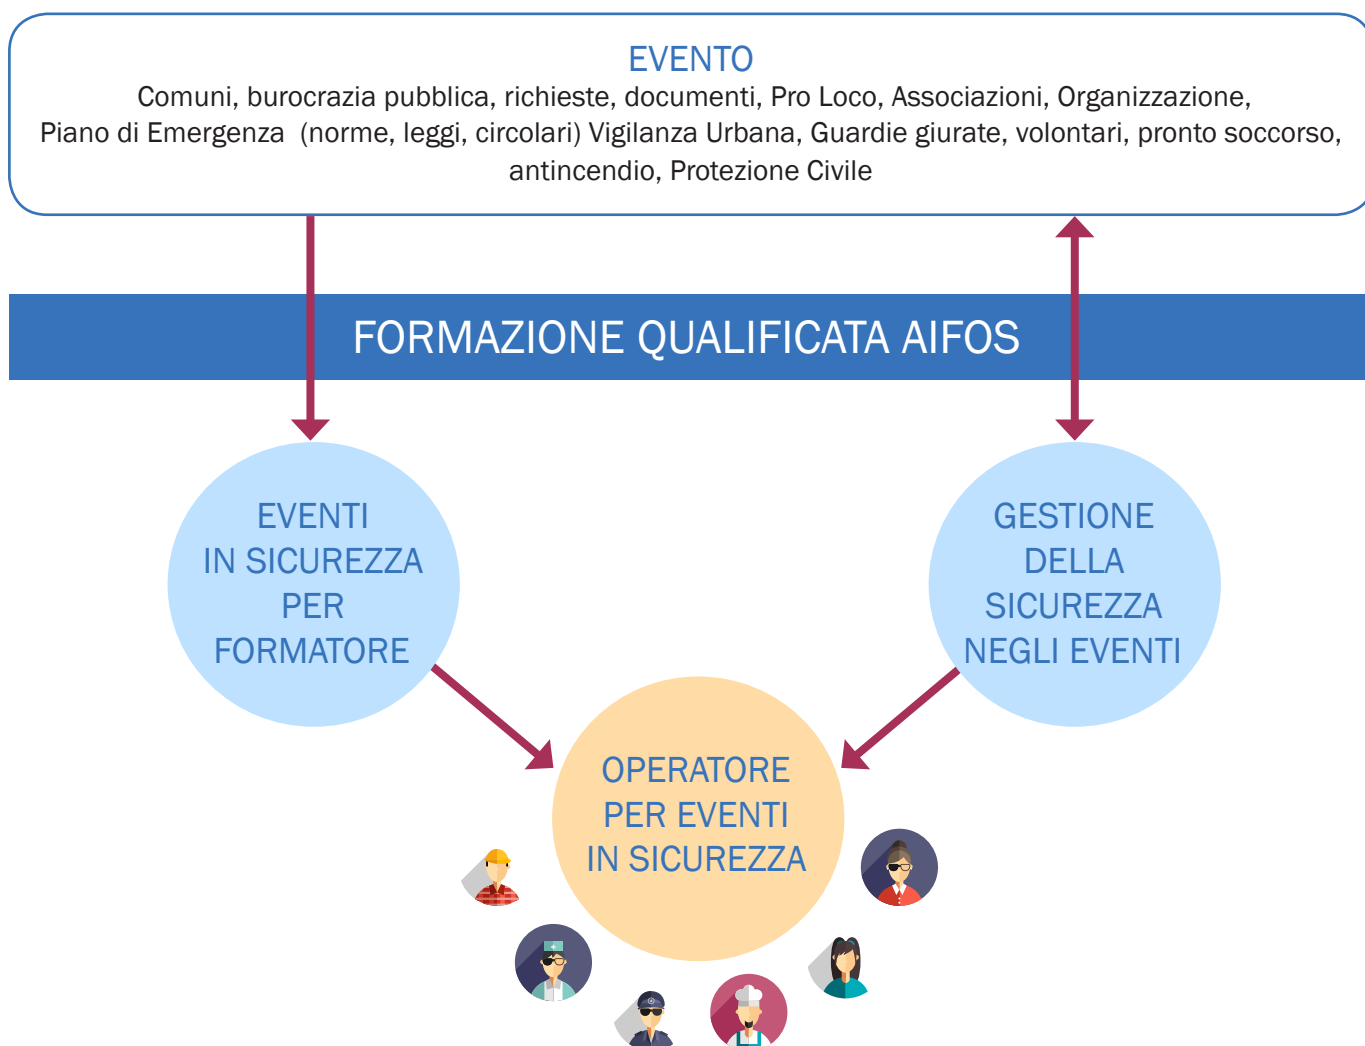 EVENTO
Comuni, burocrazia pubblica, richieste, documenti, Pro Loco, Associazioni, Organizzazione,
Piano di Emergenza  (norme, leggi, circolari) Vigilanza Urbana, Guardie giurate, volontari, pronto soccorso,
antincendio, Protezione Civile
FORMAZIONE QUALIFICATA AIFOS
EVENTI
IN SICUREZZA
PER
FORMATORE
GESTIONE
DELLA
SICUREZZA
NEGLI EVENTI
OPERATORE
PER EVENTI
IN SICUREZZA